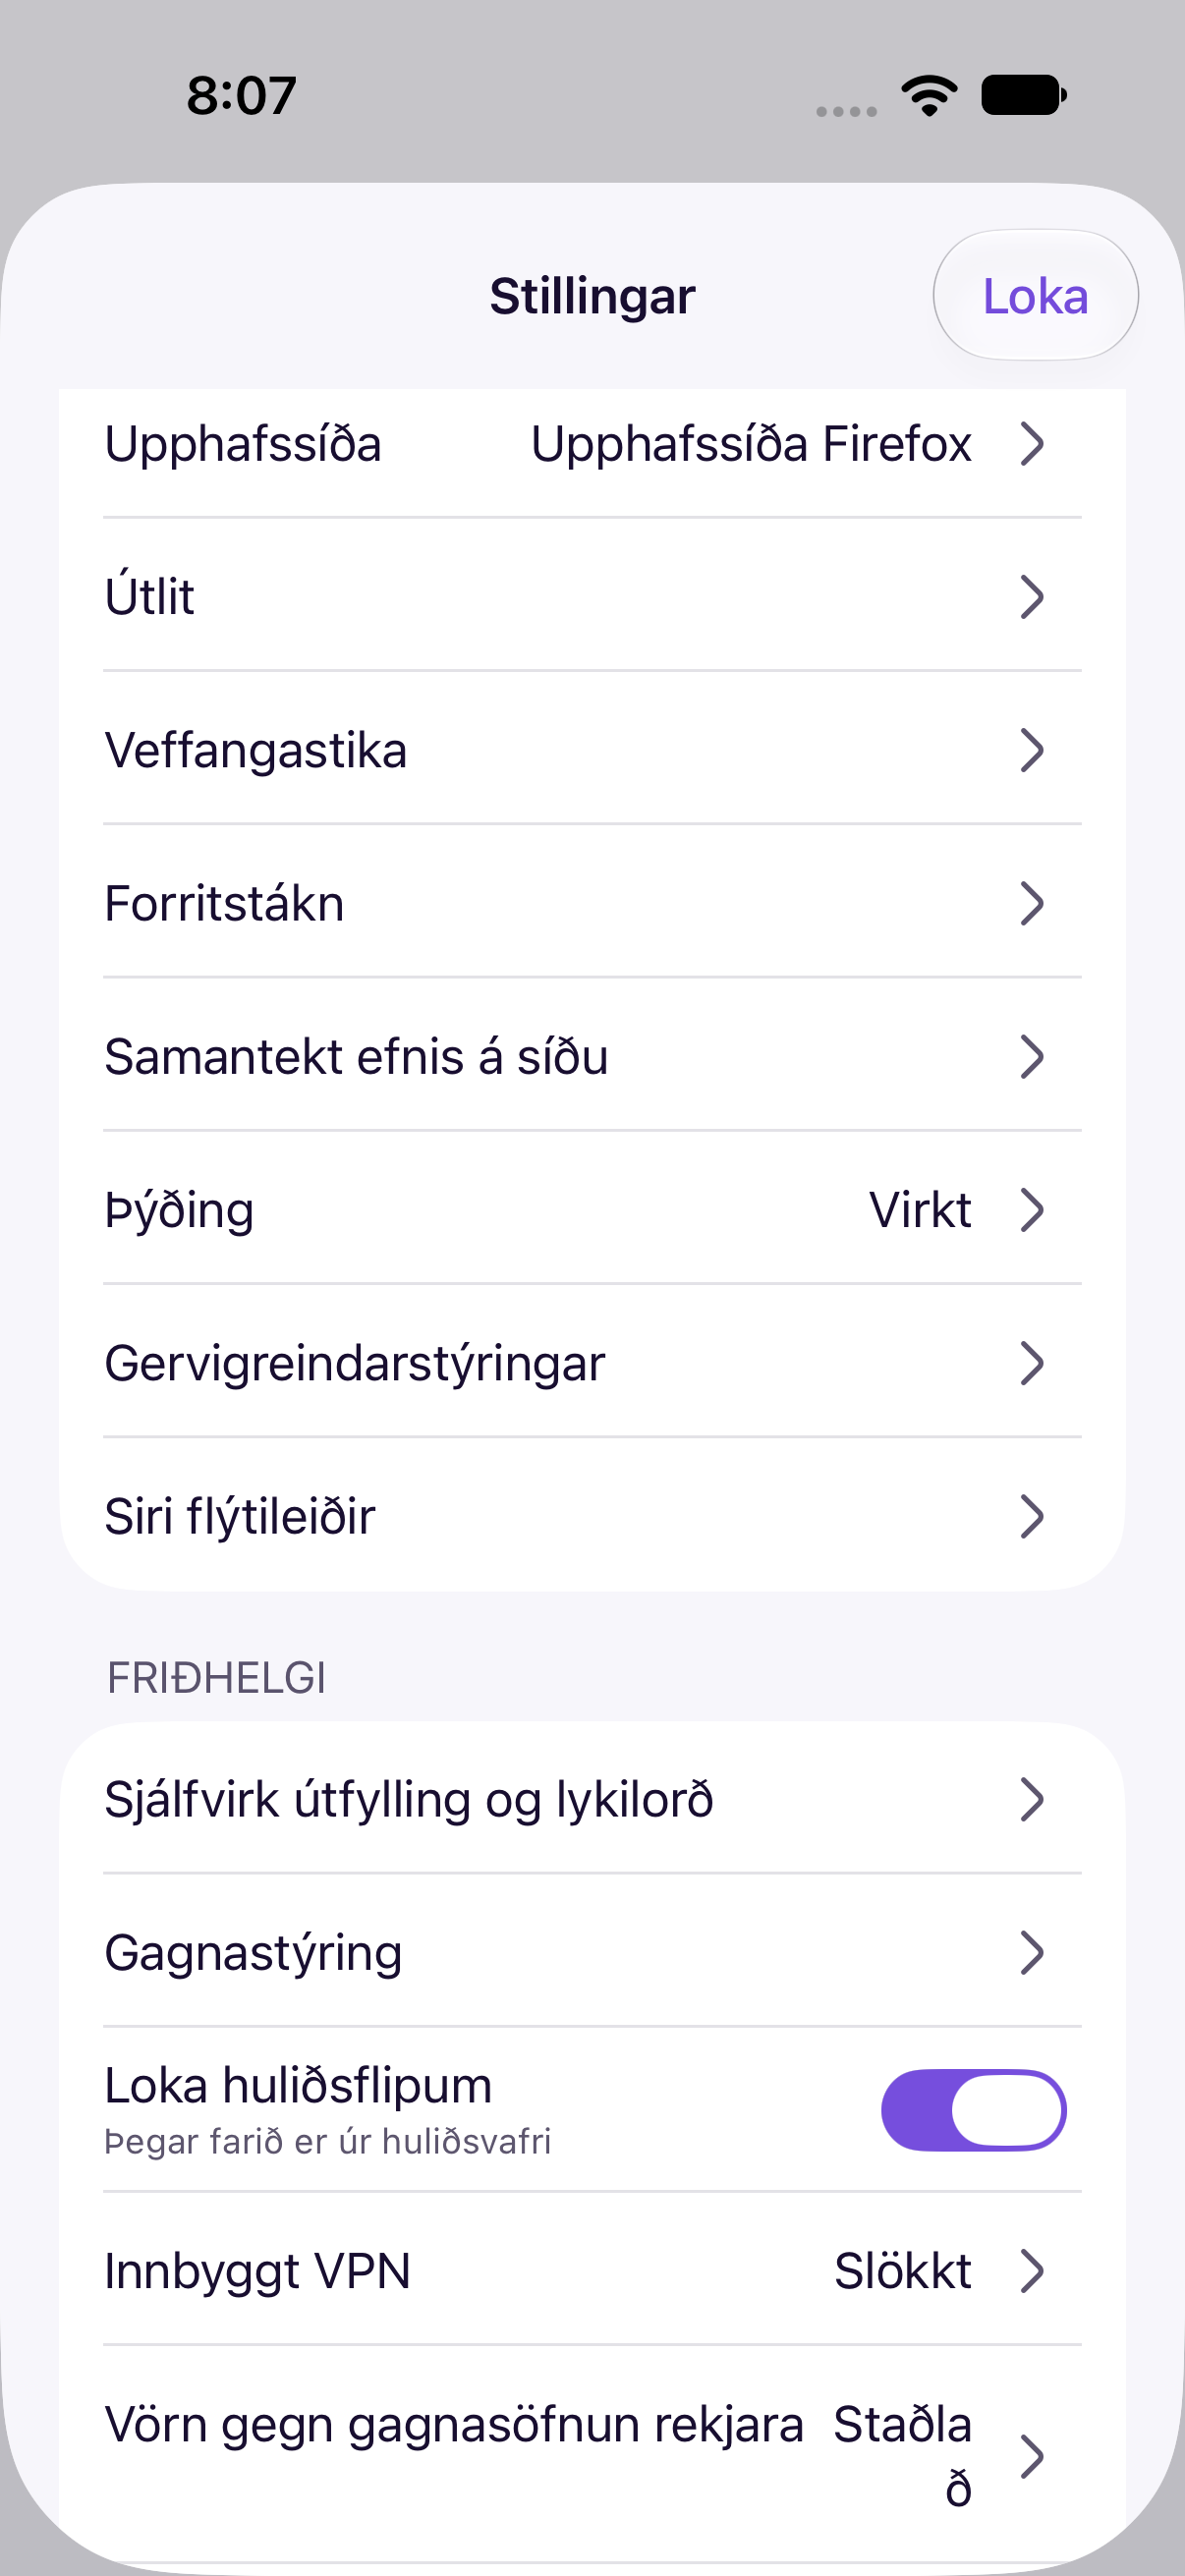 8:07
Stillingar
Loka
Upphafssíða Upphafssíða Firefox
Útlit
Veffangastika
Forritstákn
Samantekt efnis á síðu
Þýðing Virkt
Gervigreindarstýringar
Siri flýtileiðir
FRIÐHELGI
Sjálfvirk útfylling og lykilorð
Gagnastýring
Loka huliðsflipum
Þegar farið er úr huliðsvafri
Innbyggt VPN Slökkt
Vörn gegn gagnasöfnun rekjara Staðla
ð